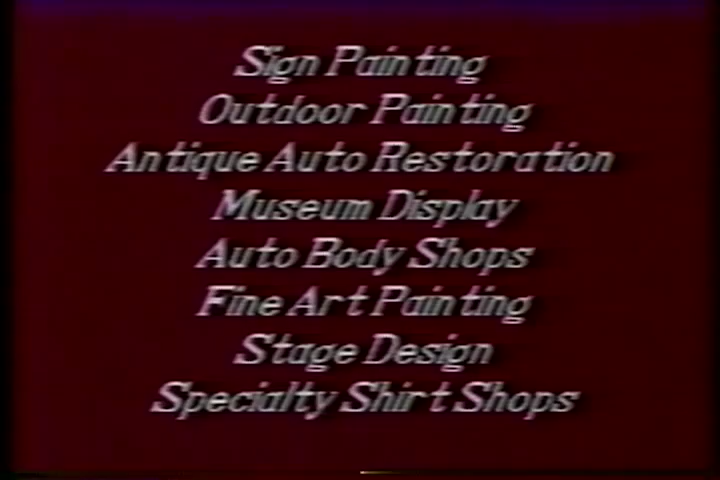 Sign Painting
Outdoor Painting
Antique Auto Restoration
Museum Display
Auto Body Shops
Fine Art Painting
Stage Design
Specialty Shirt Shops